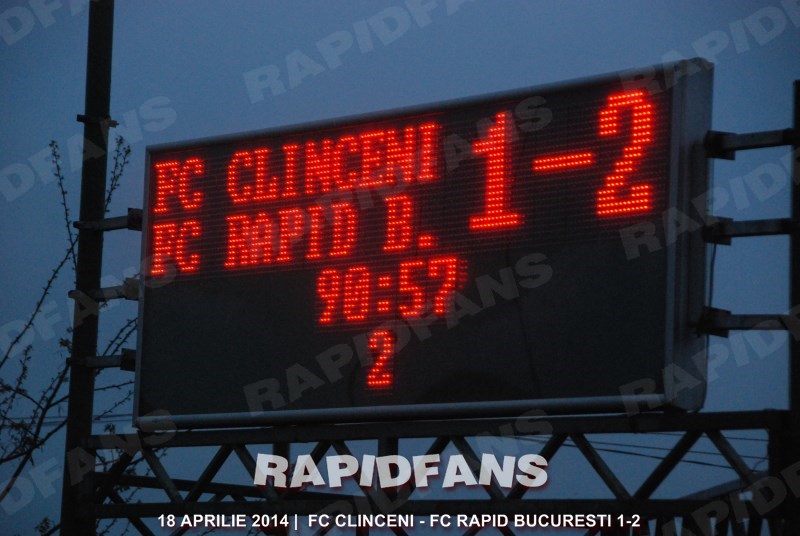 FC CLINCENI 1-2
FC RAPID B.
90:57
2
RAPIDFANS
18 APRILIE 2014 | FC CLINCENI - FC RAPID BUCURESTI 1-2